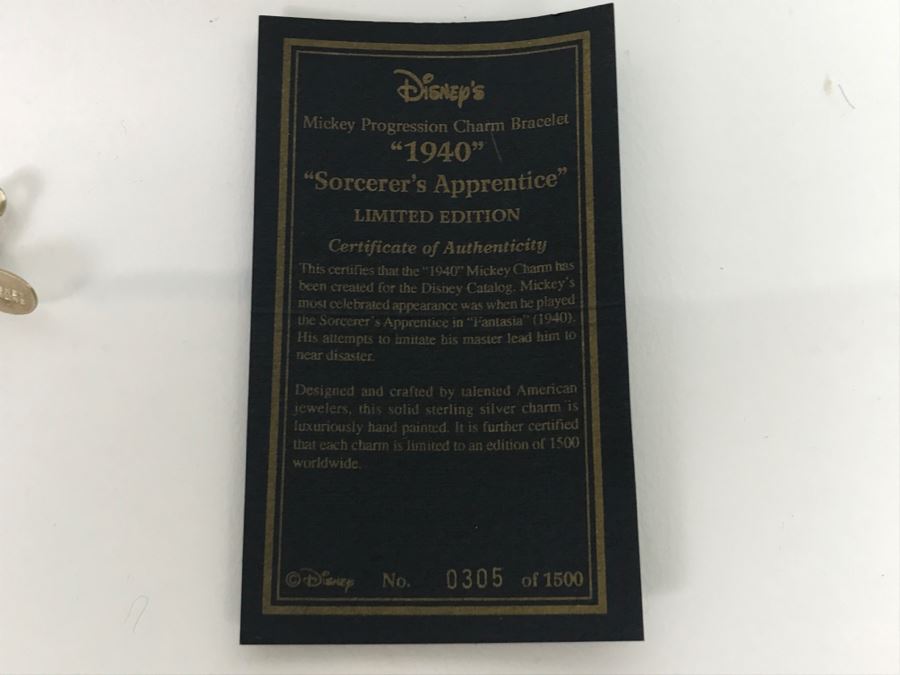 Disney's
Mickey Progression Charm Bracelet
"1940"
"Sorcerer's Apprentice"
LIMITED EDITION
Certificate of Authenticity
This certifies that the "1940" Mickey Charm has
been created for the Disney Catalog. Mickey's
most celebrated appearance was when he played
the Sorcerer's Apprentice in "Fantasia" (1940).
His attempts to imitate his master lead him to
near disaster.
Designed and crafted by talented American
jewelers, this solid sterling silver charm is
luxuriously hand painted. It is further certified
that each charm is limited to an edition of 1500
worldwide.
©Disney No. 0305 of 1500